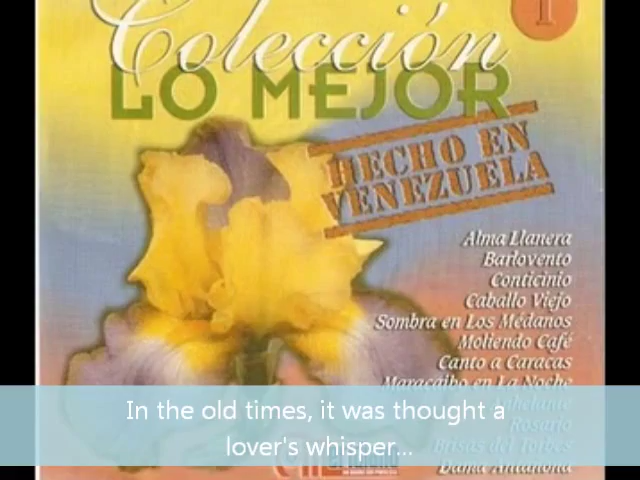 Colección
1
LO MEJOR
HECHO EN
VENEZUELA
Alma Llanera
Barlovento
Conticinio
Caballo Viejo
Sombra en Los Médanos
Moliendo Café
Canto a Caracas
Maracaibo en La Noche
Anhelante
Rosario
Brisas del Torbes
Dama Antañona
In the old times, it was thought a
lover's whisper...